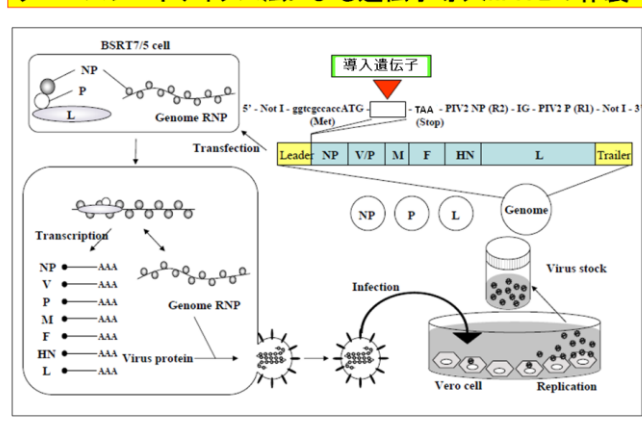 BSRT7/5 cell
NP
P
L
Genome RNP
導入遺伝子
5' - Not I - ggtcgccaccATG -
- TAA - PIV2 NP (R2) - IG - PIV2 P (R1) - Not I - 3'
(Met)
(Stop)
Transfection
Leader NP V/P M F HN L Trailer
NP
P
L
Genome
Transcription
Genome RNP
NP AAA
V AAA
P AAA
M AAA
F AAA
HN AAA
L AAA
Virus protein
Infection
Virus stock
Vero cell
Replication